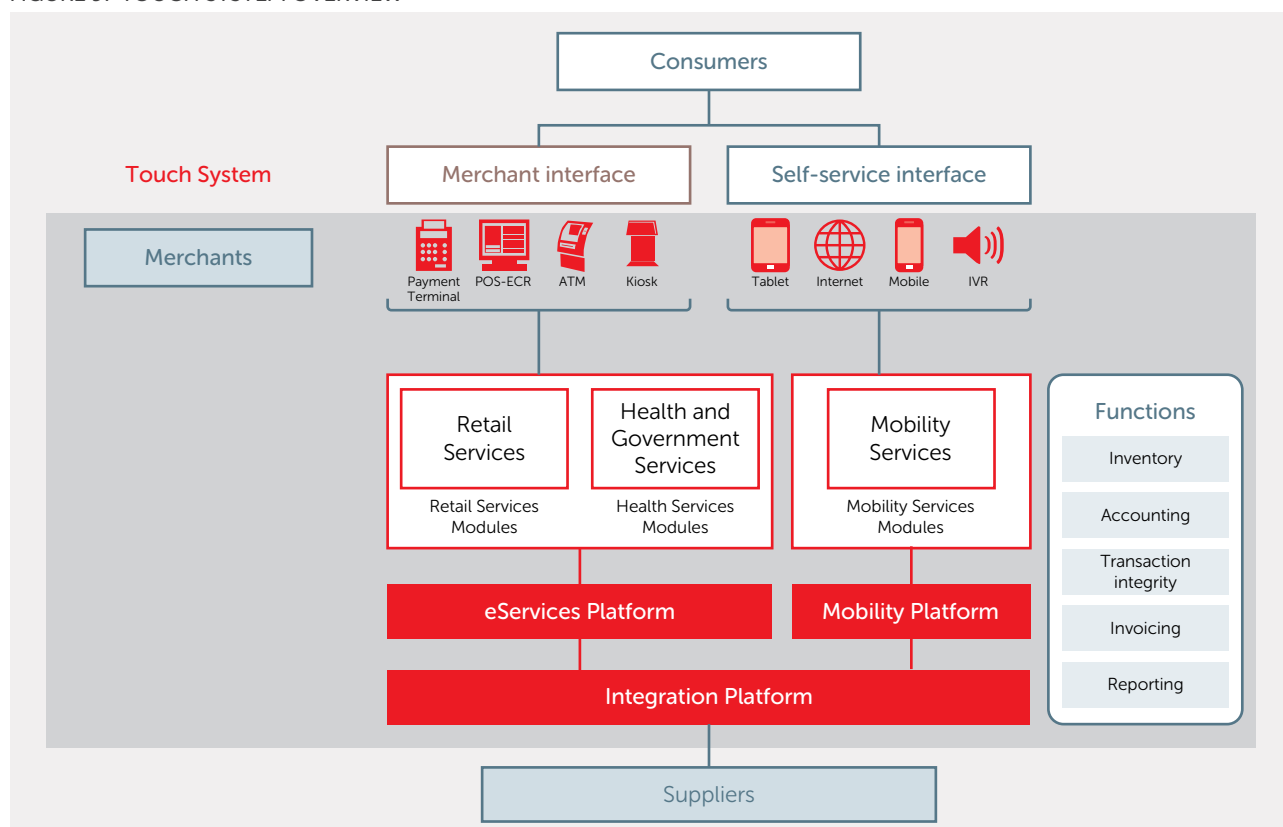 Consumers
Touch System
Merchant interface
Self-service interface
Merchants
Payment
Terminal
POS-ECR
ATM
Kiosk
Tablet
Internet
Mobile
IVR
Retail
Services
Retail Services
Modules
Health and
Government
Services
Health Services
Modules
Mobility
Services
Mobility Services
Modules
Functions
Inventory
Accounting
Transaction
integrity
Invoicing
Reporting
eServices Platform
Mobility Platform
Integration Platform
Suppliers